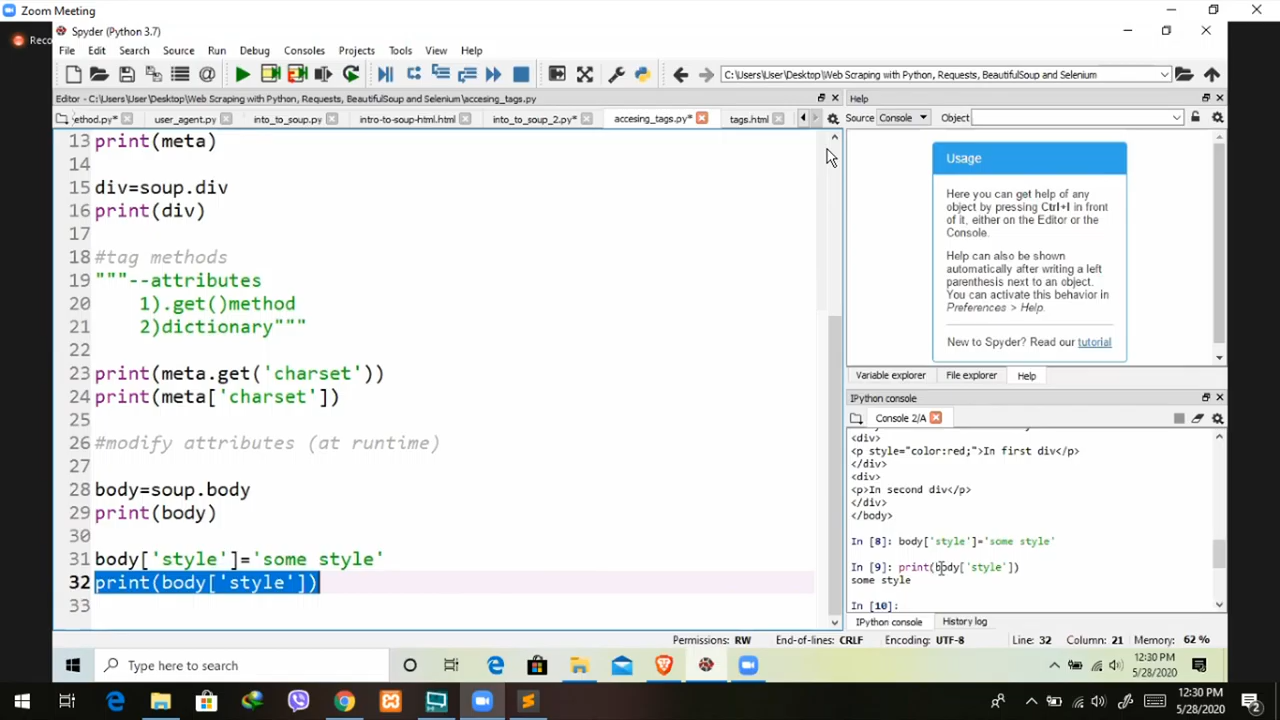 Zoom Meeting
Reco
Spyder (Python 3.7)
File Edit Search Source Run Debug Consoles Projects Tools View Help
C:\Users\User\Desktop\Web Scraping with Python, Requests, BeautifulSoup and Selenium
Editor - C:\Users\User\Desktop\Web Scraping with Python, Requests, BeautifulSoup and Selenium\accesing_tags.py
ethod.py* user_agent.py into_to_soup.py intro-to-soup-html.html into_to_soup_2.py* accesing_tags.py* tags.html
13 print(meta)
14
15 div=soup.div
16 print(div)
17
18 #tag methods
19 """--attributes
20     1).get()method
21     2)dictionary"""
22
23 print(meta.get('charset'))
24 print(meta['charset'])
25
26 #modify attributes (at runtime)
27
28 body=soup.body
29 print(body)
30
31 body['style']='some style'
32 print(body['style'])
33
Help
Source Console Object
Usage
Here you can get help of any
object by pressing Ctrl+I in front
of it, either on the Editor or the
Console.
Help can also be shown
automatically after writing a left
parenthesis next to an object.
You can activate this behavior in
Preferences > Help.
New to Spyder? Read our tutorial
Variable explorer File explorer Help
IPython console
Console 2/A
<div>
<p style="color:red;">In first div</p>
</div>
<div>
<p>In second div</p>
</div>
</body>
In [8]: body['style']='some style'
In [9]: print(body['style'])
some style
In [10]:
IPython console History log
Permissions: RW End-of-lines: CRLF Encoding: UTF-8 Line: 32 Column: 21 Memory: 62 %
Type here to search
12:30 PM
5/28/2020
12:30 PM
5/28/2020
2